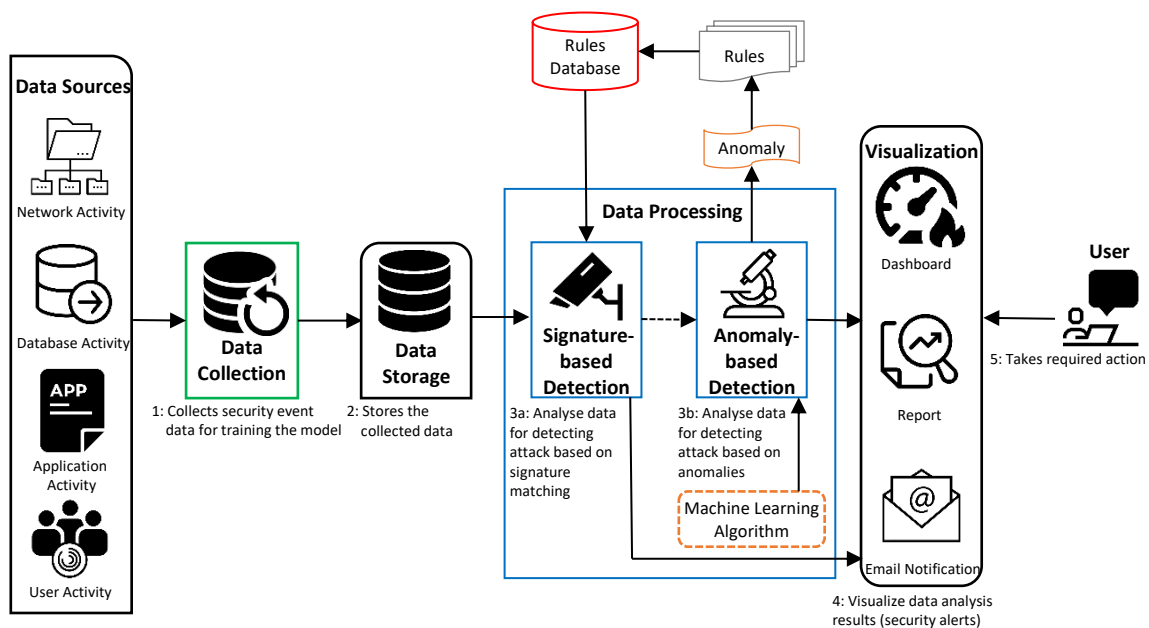 Data Sources
Network Activity
Database Activity
APP
Application
Activity
User Activity
Data
Collection
1: Collects security event
data for training the model
Data
Storage
2: Stores the
collected data
Rules
Database
Rules
Anomaly
Data Processing
Signature-
based
Detection
3a: Analyse data
for detecting
attack based on
signature
matching
Anomaly-
based
Detection
3b: Analyse data
for detecting
attack based on
anomalies
Machine Learning
Algorithm
Visualization
Dashboard
Report
@
Email Notification
4: Visualize data analysis
results (security alerts)
User
5: Takes required action